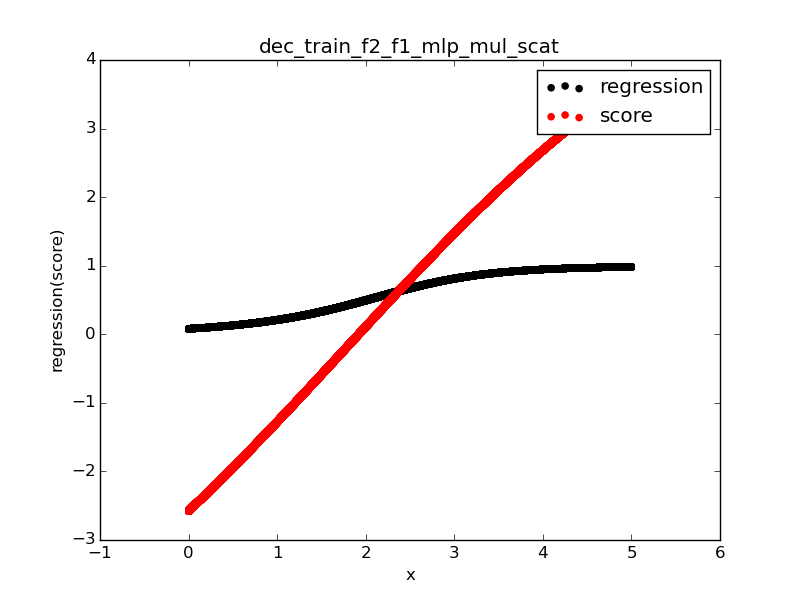 dec_train_f2_f1_mlp_mul_scat
4
3
2
1
0
−1
−2
−3
regression(score)
regression
score
−1 0 1 2 3 4 5 6
x